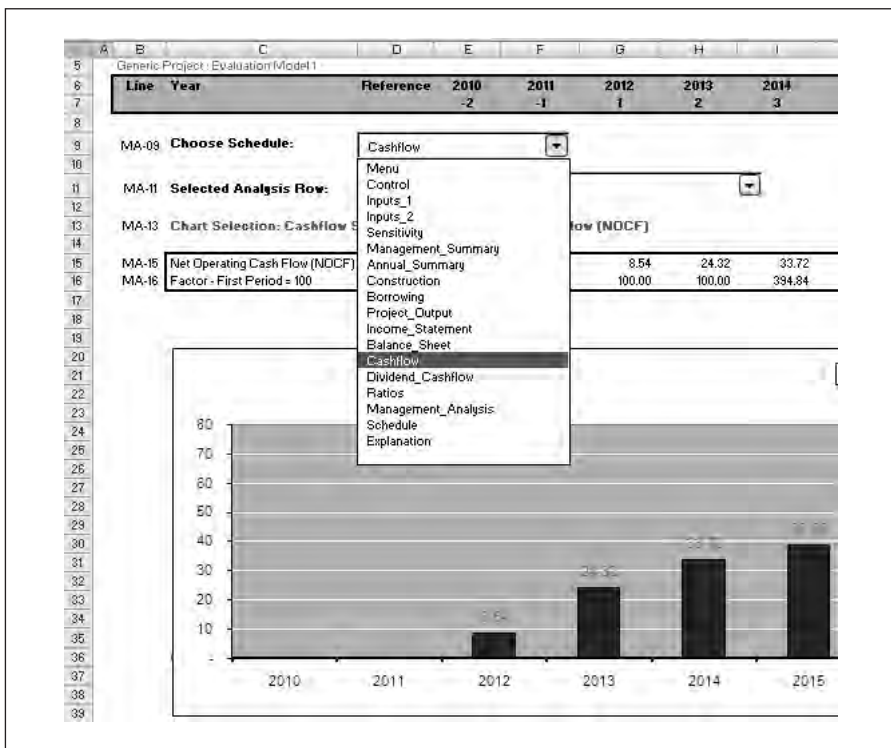 A B C D E F G H I
5 Generic Project : Evaluation Model 1
6 Line Year Reference 2010 2011 2012 2013 2014
7 -2 -1 1 2 3
8
9 MA-09 Choose Schedule: Cashflow
10 Menu
11 MA-11 Selected Analysis Row: Control
12 Inputs_1
Inputs_2
13 MA-13 Chart Selection: Cashflow S low (NOCF)
Sensitivity
14 Management_Summary
15 MA-15 Net Operating Cash Flow (NOCF) Annual_Summary 8.54 24.32 33.72
16 MA-16 Factor - First Period = 100 Construction 100.00 100.00 394.84
17 Borrowing
18 Project_Output
19 Income_Statement
Balance_Sheet
20 Cashflow
21 Dividend_Cashflow
22 Ratios
23 Management_Analysis
24 80 Schedule
25 Explanation
26 70
27 60
28 50
29
30 40
31
32 30 24.32
33 20
34
35 10
36 -
37 2010 2011 2012 2013 2014 2015
38
39